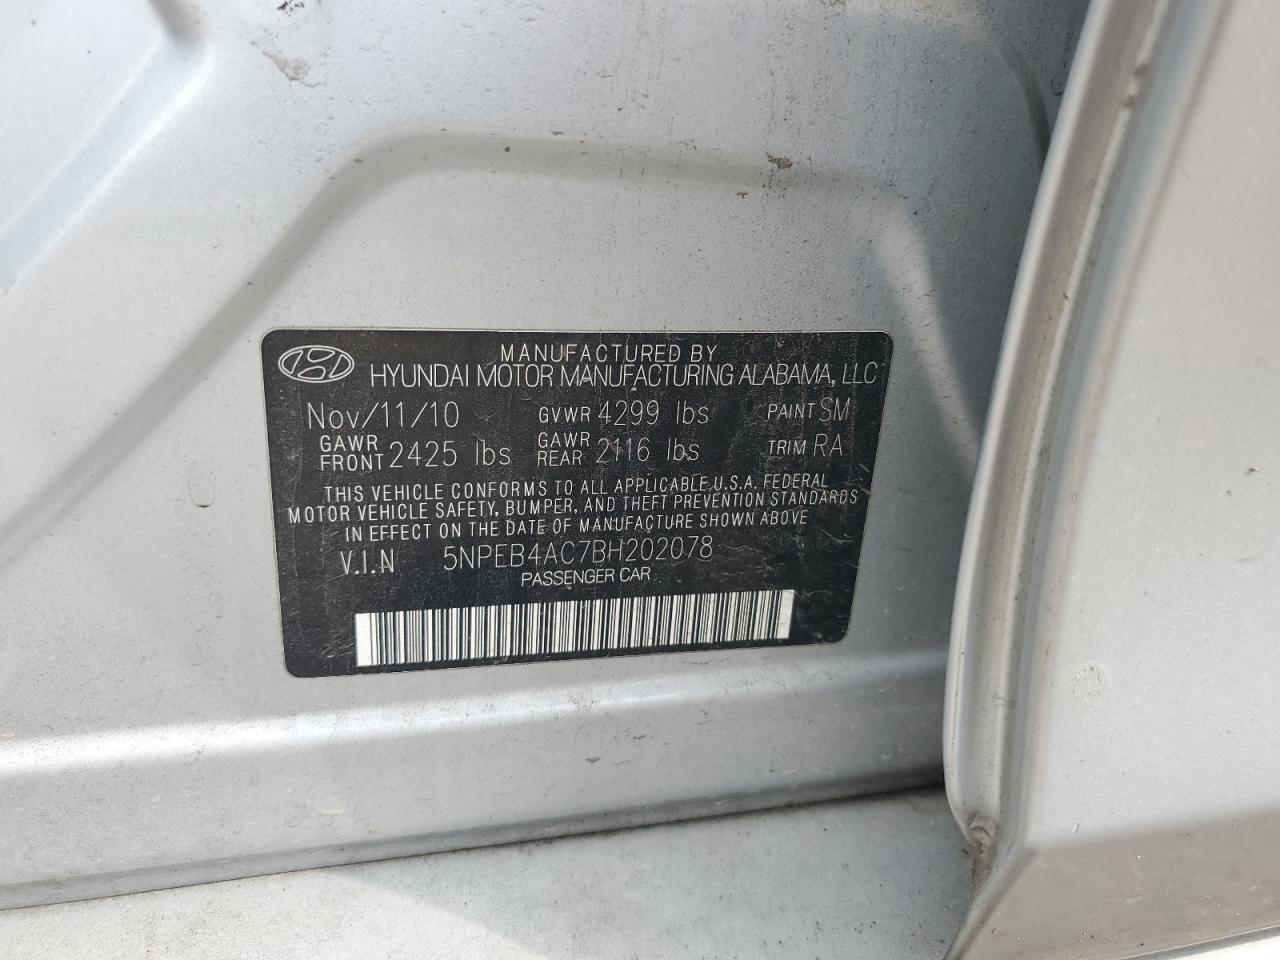 MANUFACTURED BY
HYUNDAI MOTOR MANUFACTURING ALABAMA, LLC
Nov/11/10 GVWR 4299 lbs PAINT SM
GAWR FRONT 2425 lbs GAWR REAR 2116 lbs TRIM RA
THIS VEHICLE CONFORMS TO ALL APPLICABLE U.S.A. FEDERAL
MOTOR VEHICLE SAFETY, BUMPER, AND THEFT PREVENTION STANDARDS
IN EFFECT ON THE DATE OF MANUFACTURE SHOWN ABOVE
V.I.N 5NPEB4AC7BH202078
PASSENGER CAR